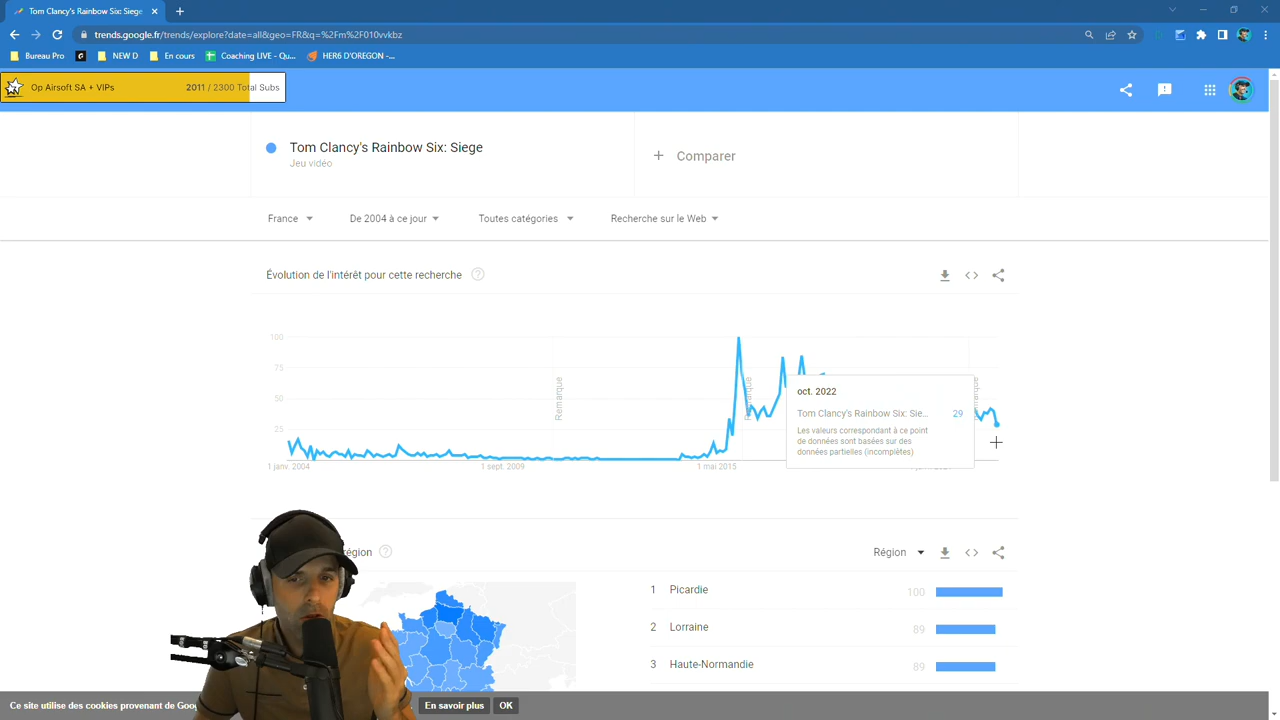 Tom Clancy's Rainbow Six: Siege
trends.google.fr/trends/explore?date=all&geo=FR&q=%2Fm%2F010vvkbz
Bureau Pro
NEW D
En cours
Coaching LIVE - Qu...
HER6 D'OREGON -...
Op Airsoft SA + VIPs
2011 / 2300 Total Subs
Tom Clancy's Rainbow Six: Siege
Jeu vidéo
+ Comparer
France
De 2004 à ce jour
Toutes catégories
Recherche sur le Web
Évolution de l'intérêt pour cette recherche
100
75
50
25
Remarque
1 janv. 2004
1 sept. 2009
1 mai 2015
oct. 2022
Tom Clancy's Rainbow Six: Sie...
29
Les valeurs correspondant à ce point
de données sont basées sur des
données partielles (incomplètes)
région
Région
1 Picardie 100
2 Lorraine 89
3 Haute-Normandie 89
Ce site utilise des cookies provenant de Goo
En savoir plus
OK